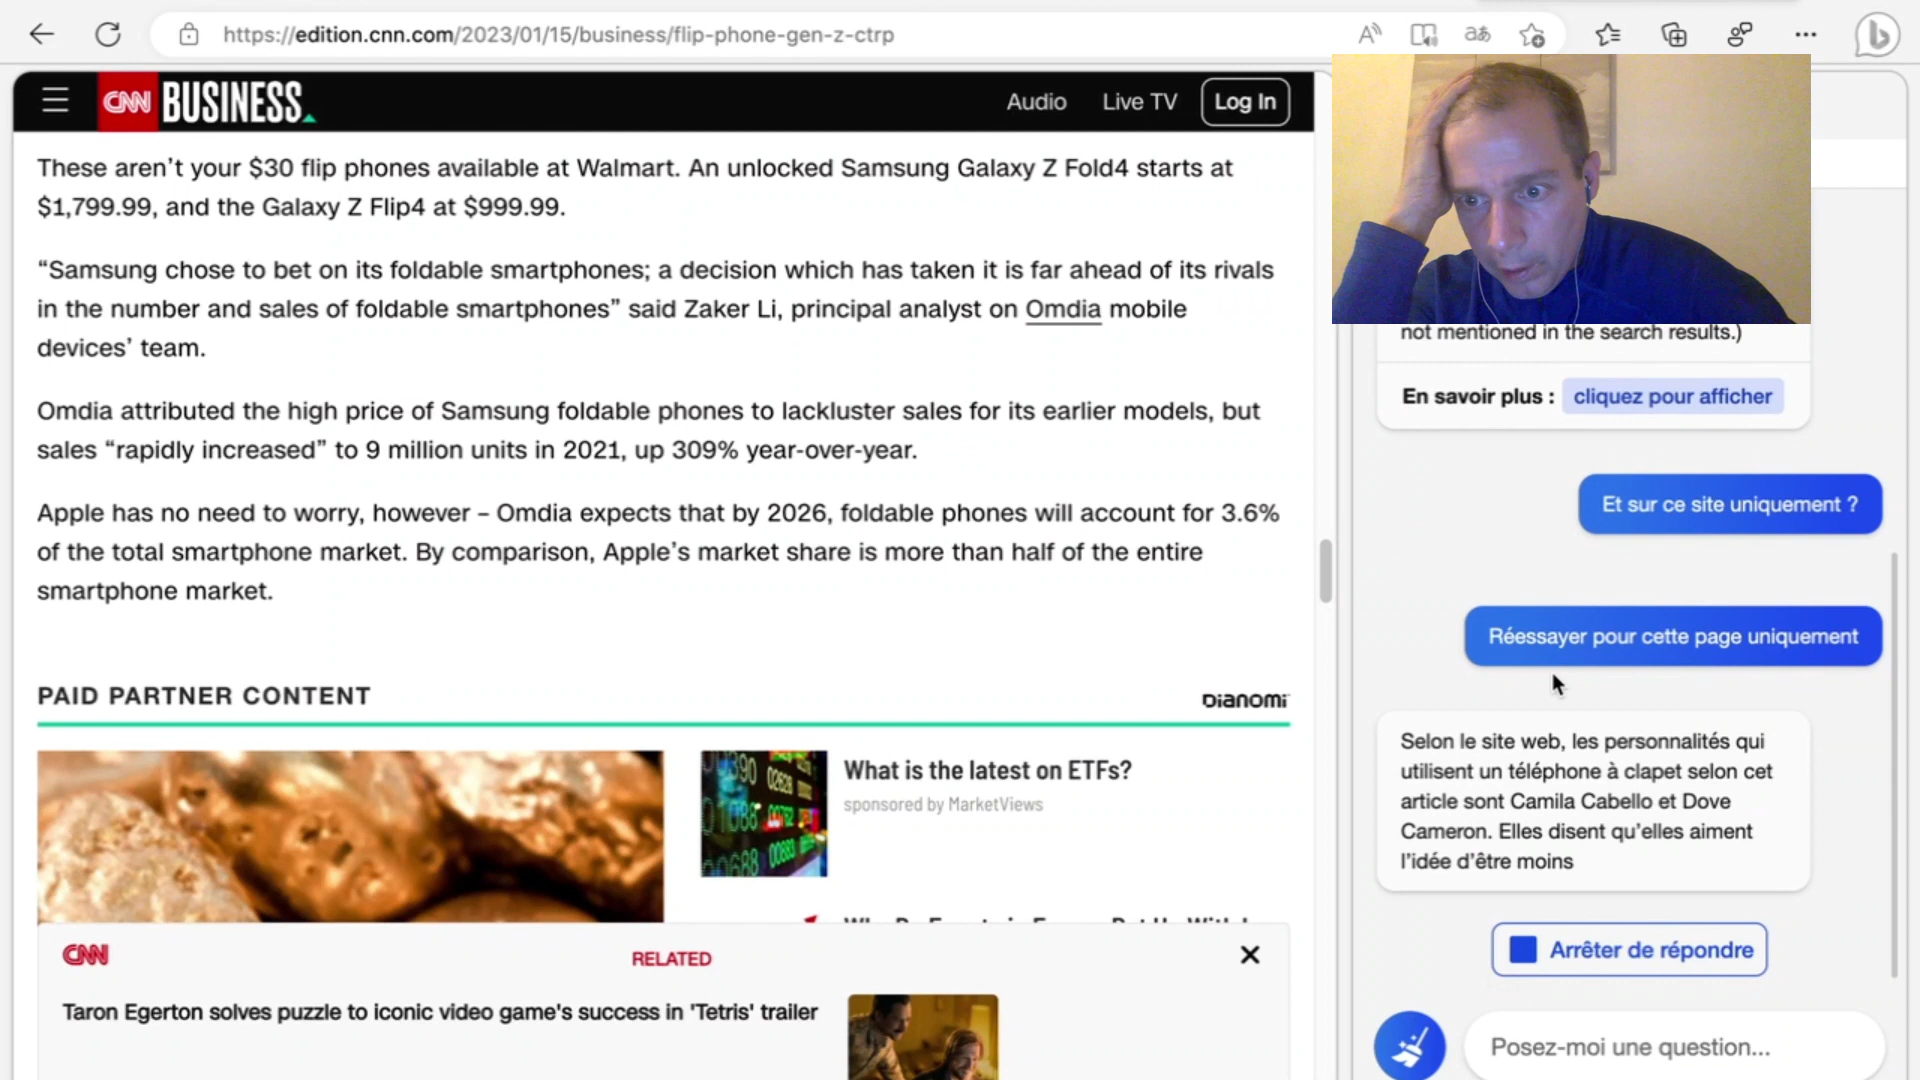 https://edition.cnn.com/2023/01/15/business/flip-phone-gen-z-ctrp
CNN BUSINESS
Audio
Live TV
Log In
These aren’t your $30 flip phones available at Walmart. An unlocked Samsung Galaxy Z Fold4 starts at
$1,799.99, and the Galaxy Z Flip4 at $999.99.
“Samsung chose to bet on its foldable smartphones; a decision which has taken it is far ahead of its rivals
in the number and sales of foldable smartphones” said Zaker Li, principal analyst on Omdia mobile
devices’ team.
Omdia attributed the high price of Samsung foldable phones to lackluster sales for its earlier models, but
sales “rapidly increased” to 9 million units in 2021, up 309% year-over-year.
Apple has no need to worry, however – Omdia expects that by 2026, foldable phones will account for 3.6%
of the total smartphone market. By comparison, Apple’s market share is more than half of the entire
smartphone market.
PAID PARTNER CONTENT
Dianomi
What is the latest on ETFs?
sponsored by MarketViews
CNN
RELATED
Taron Egerton solves puzzle to iconic video game's success in 'Tetris' trailer
not mentioned in the search results.)
En savoir plus : cliquez pour afficher
Et sur ce site uniquement ?
Réessayer pour cette page uniquement
Selon le site web, les personnalités qui
utilisent un téléphone à clapet selon cet
article sont Camila Cabello et Dove
Cameron. Elles disent qu’elles aiment
l’idée d’être moins
Arrêter de répondre
Posez-moi une question...